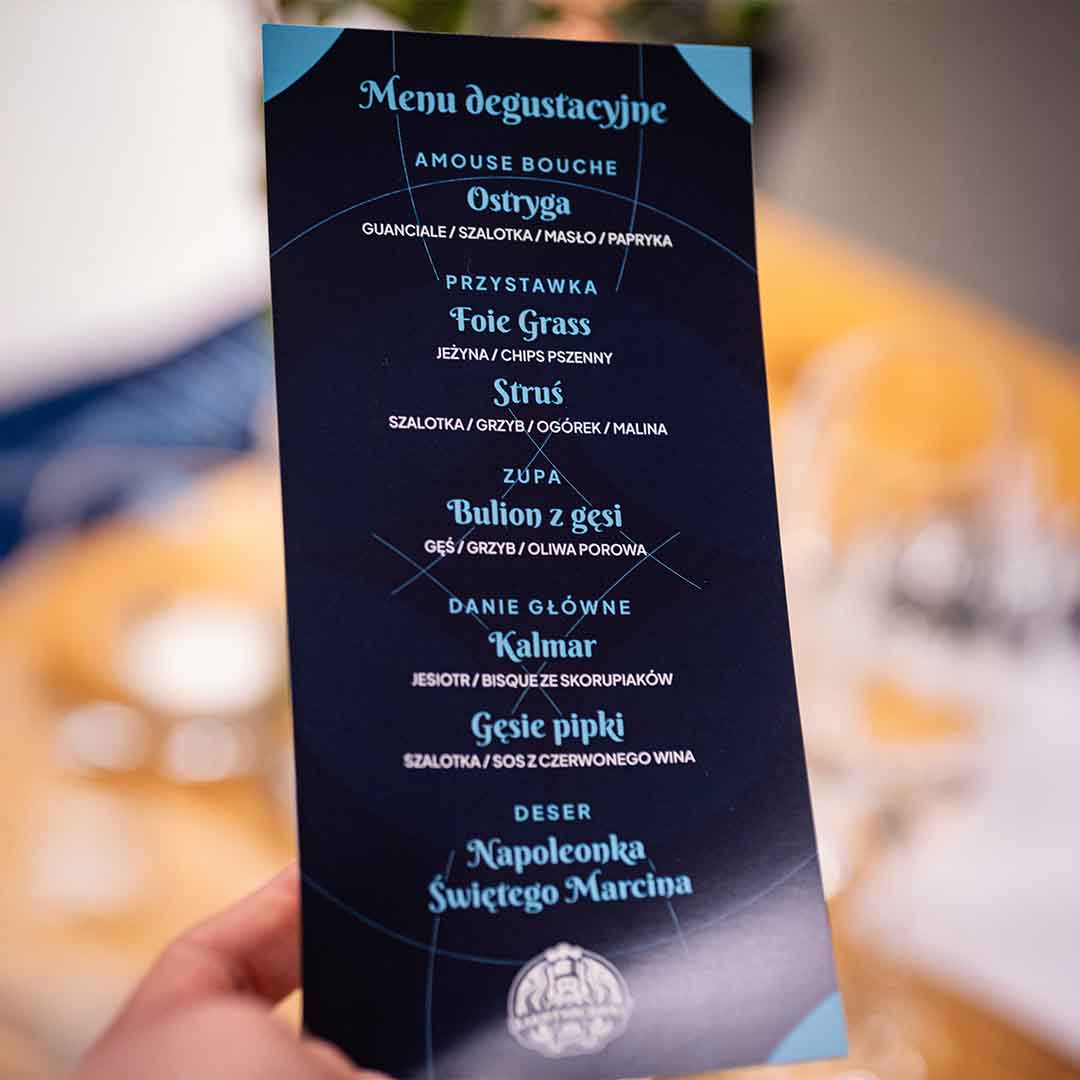 Menu degustacyjne
AMOUSE BOUCHE
Ostryga
GUANCIALE / SZALOTKA / MASŁO / PAPRYKA
PRZYSTAWKA
Foie Grass
JEŻYNA / CHIPS PSZENNY
Struś
SZALOTKA / GRZYB / OGÓREK / MALINA
ZUPA
Bulion z gęsi
GĘŚ / GRZYB / OLIWA POROWA
DANIE GŁÓWNE
Kalmar
JESIOTR / BISQUE ZE SKORUPIAKÓW
Gęsie pipki
SZALOTKA / SOS Z CZERWONEGO WINA
DESER
Napoleonka
Świętego Marcina